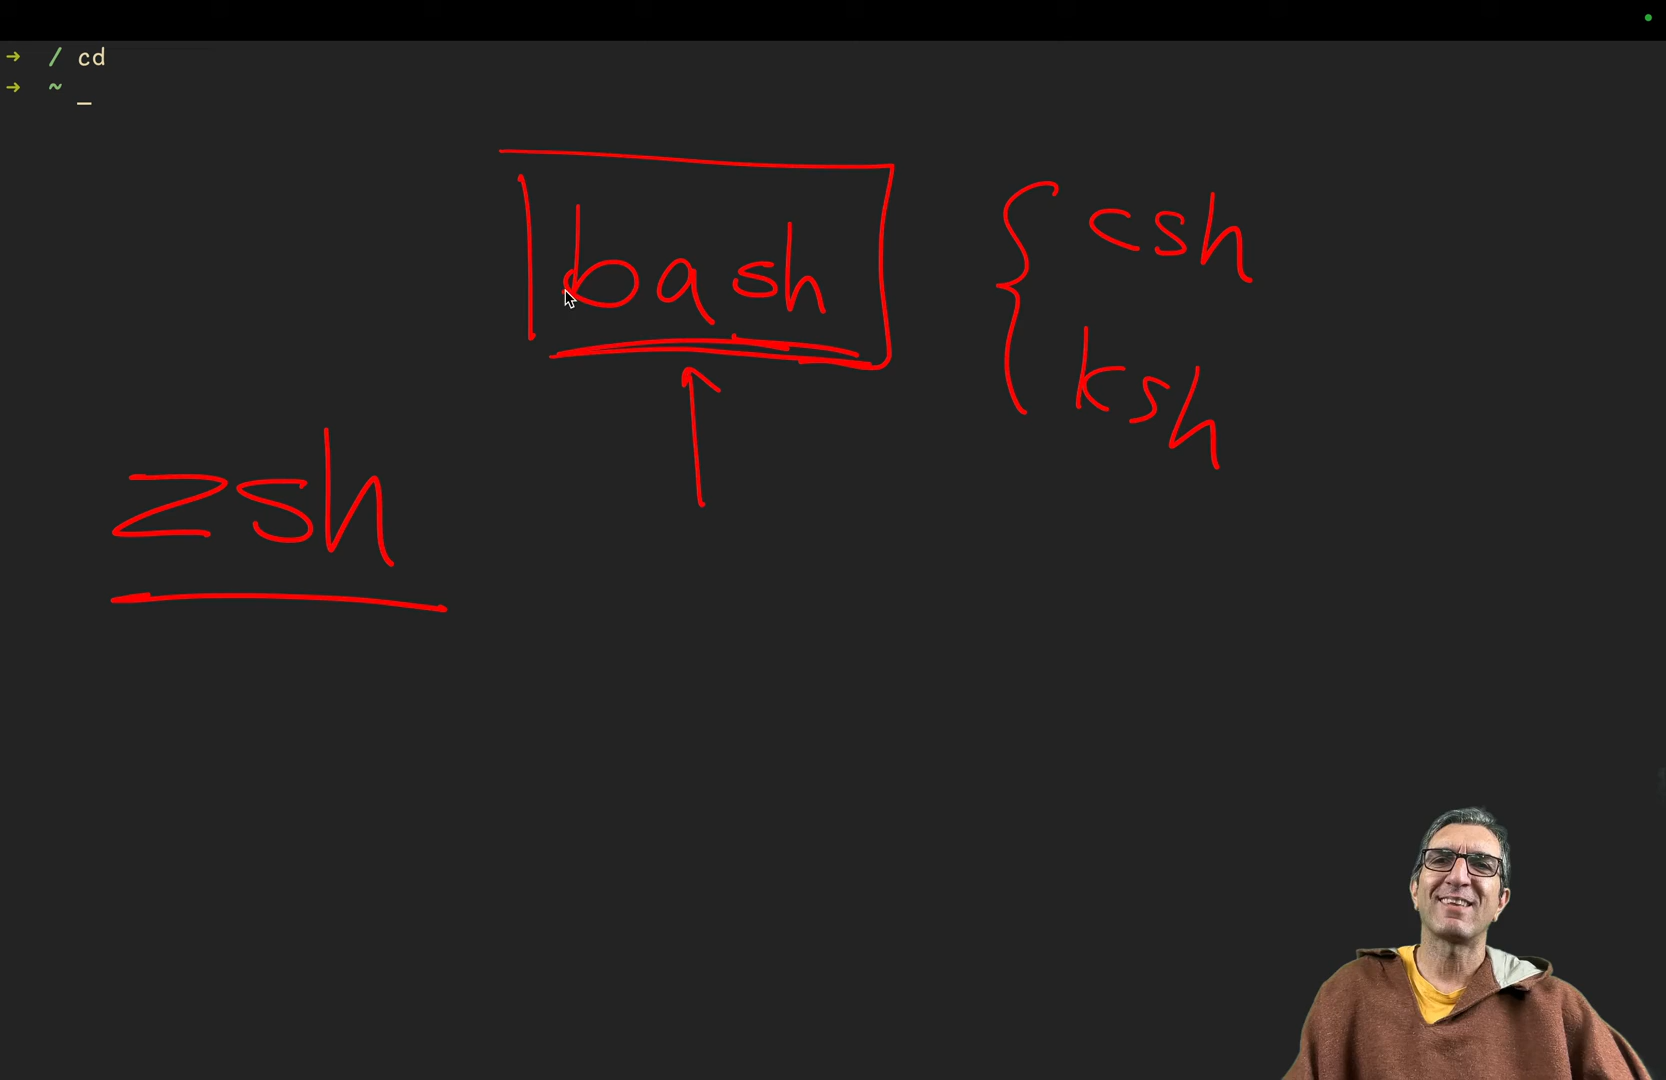 ➜ / cd
➜ ~ _
bash
csh
ksh
zsh